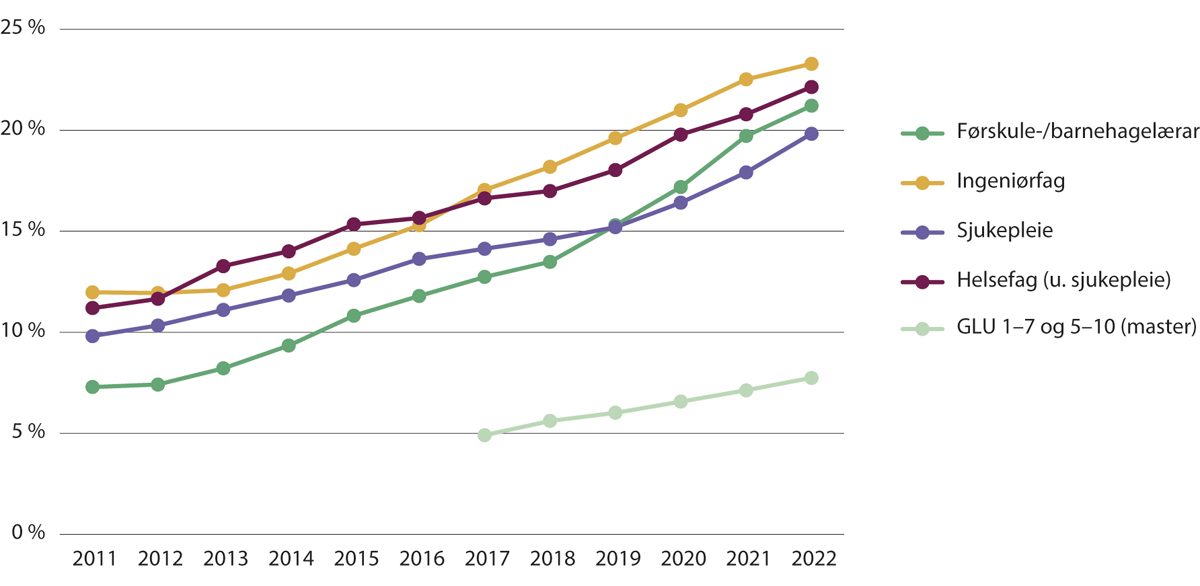 25 %
20 %
15 %
10 %
5 %
0 %
2011 2012 2013 2014 2015 2016 2017 2018 2019 2020 2021 2022
Førskule-/barnehagelærar
Ingeniørfag
Sjukepleie
Helsefag (u. sjukepleie)
GLU 1–7 og 5–10 (master)